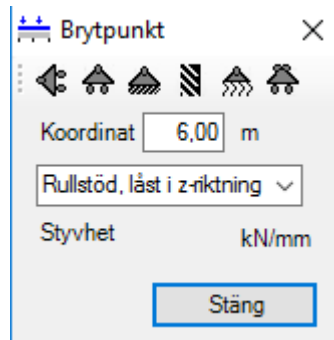 Brytpunkt
Koordinat 6,00 m
Rullstöd, låst i z-riktning
Styvhet kN/mm
Stäng